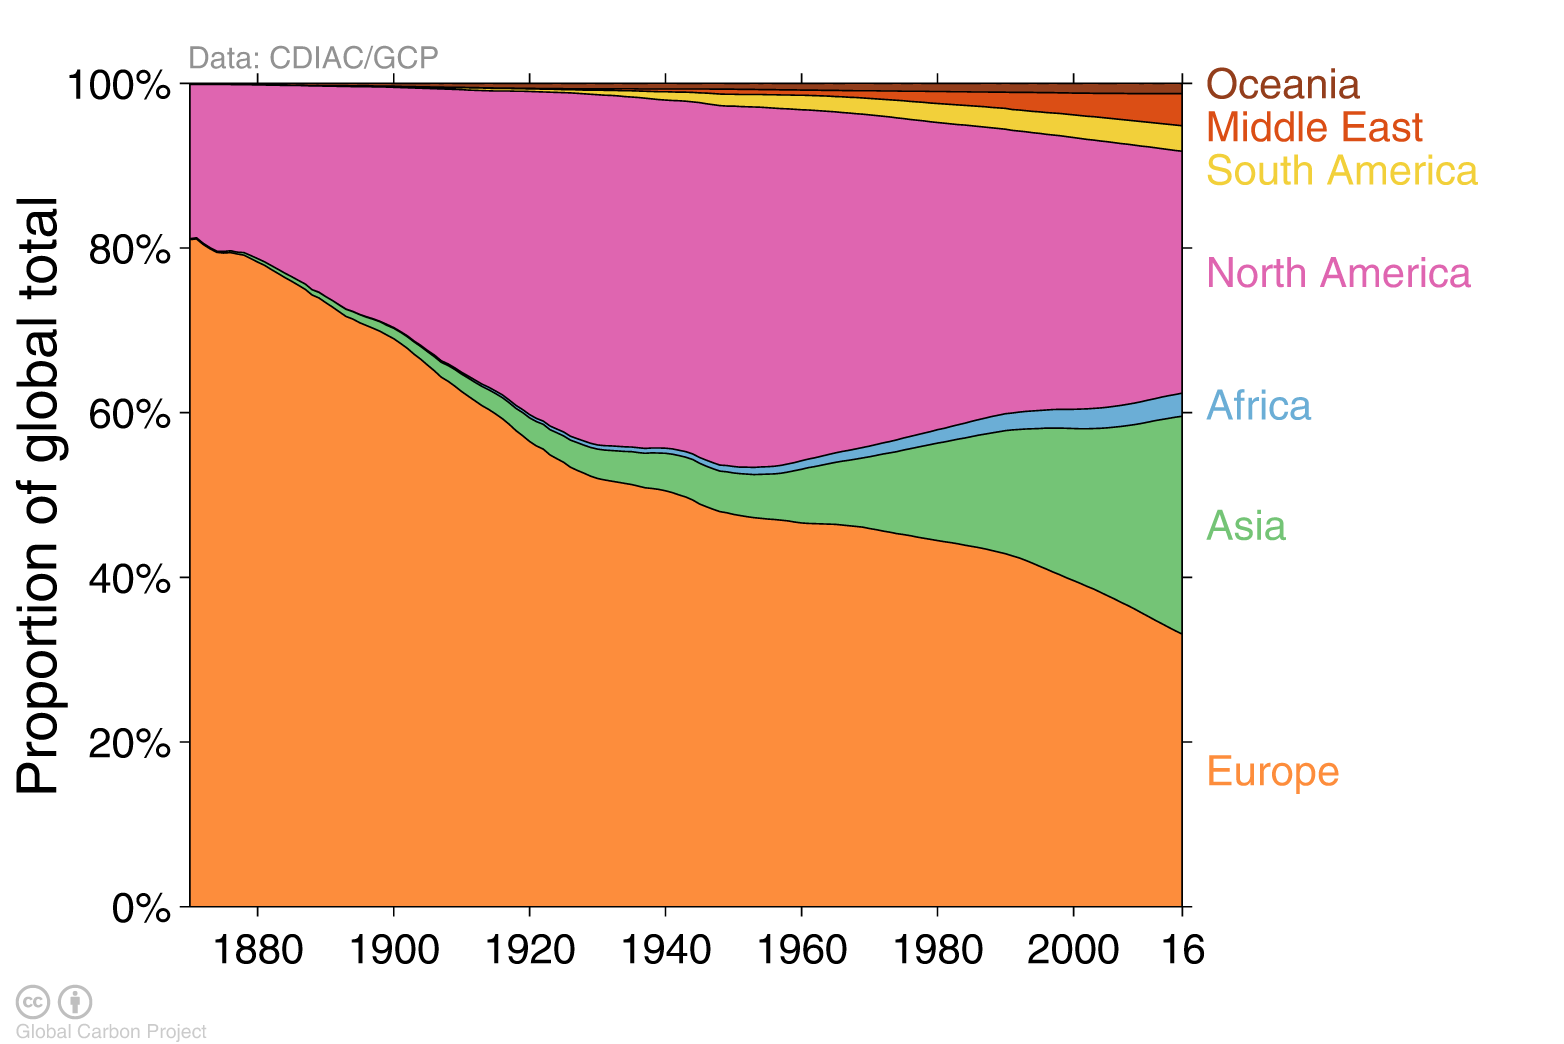 Data: CDIAC/GCP
Proportion of global total
100%
80%
60%
40%
20%
0%
1880 1900 1920 1940 1960 1980 2000 16
Oceania
Middle East
South America
North America
Africa
Asia
Europe
cc
Global Carbon Project